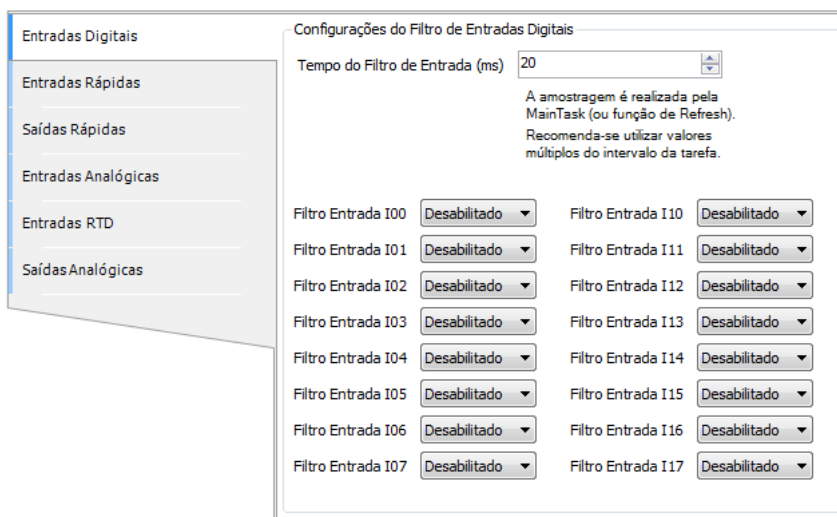 Entradas Digitais
Entradas Rápidas
Saídas Rápidas
Entradas Analógicas
Entradas RTD
Saídas Analógicas
Configurações do Filtro de Entradas Digitais
Tempo do Filtro de Entrada (ms) 20
A amostragem é realizada pela
MainTask (ou função de Refresh).
Recomenda-se utilizar valores
múltiplos do intervalo da tarefa.
Filtro Entrada I00 Desabilitado Filtro Entrada I10 Desabilitado
Filtro Entrada I01 Desabilitado Filtro Entrada I11 Desabilitado
Filtro Entrada I02 Desabilitado Filtro Entrada I12 Desabilitado
Filtro Entrada I03 Desabilitado Filtro Entrada I13 Desabilitado
Filtro Entrada I04 Desabilitado Filtro Entrada I14 Desabilitado
Filtro Entrada I05 Desabilitado Filtro Entrada I15 Desabilitado
Filtro Entrada I06 Desabilitado Filtro Entrada I16 Desabilitado
Filtro Entrada I07 Desabilitado Filtro Entrada I17 Desabilitado